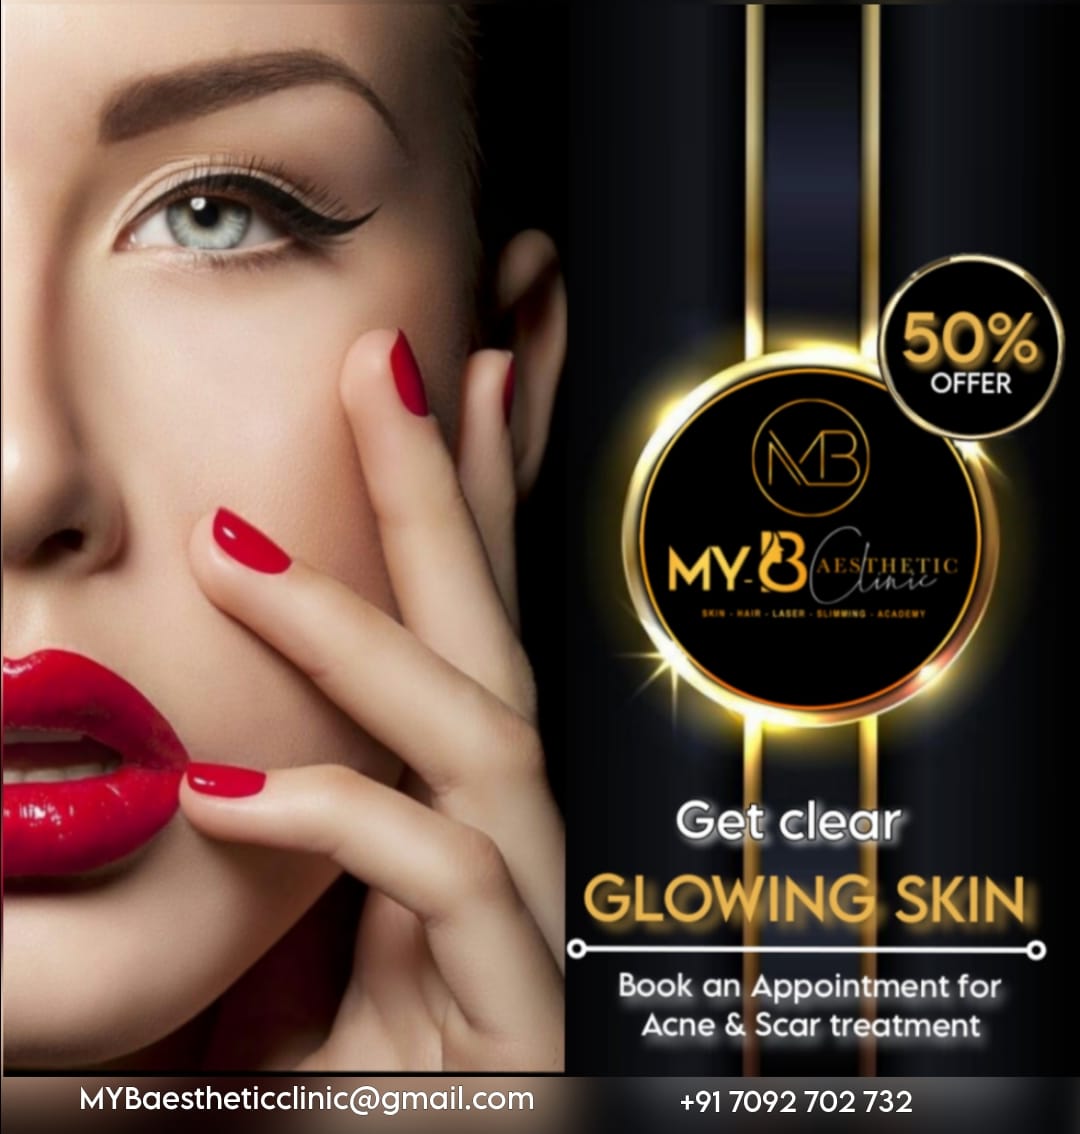 50%
OFFER
MB
MY-B AESTHETIC
Clinic
SKIN - HAIR - LASER - SLIMMING - ACADEMY
Get clear
GLOWING SKIN
Book an Appointment for
Acne & Scar treatment
MYBaestheticclinic@gmail.com
+91 7092 702 732